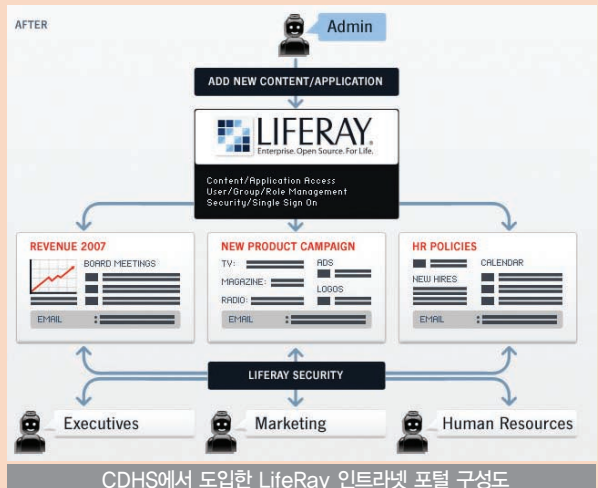 AFTER
Admin
ADD NEW CONTENT/APPLICATION
LIFERAY.
Enterprise. Open Source. For Life.
Content/Application Access
User/Group/Role Management
Security/Single Sign On
REVENUE 2007
BOARD MEETINGS
EMAIL :
NEW PRODUCT CAMPAIGN
TV:
MAGAZINE:
RADIO:
ADS
LOGOS
EMAIL :
HR POLICIES
CALENDAR
NEW HIRES
EMAIL :
LIFERAY SECURITY
Executives
Marketing
Human Resources
CDHS에서 도입한 LifeRay 인트라넷 포털 구성도